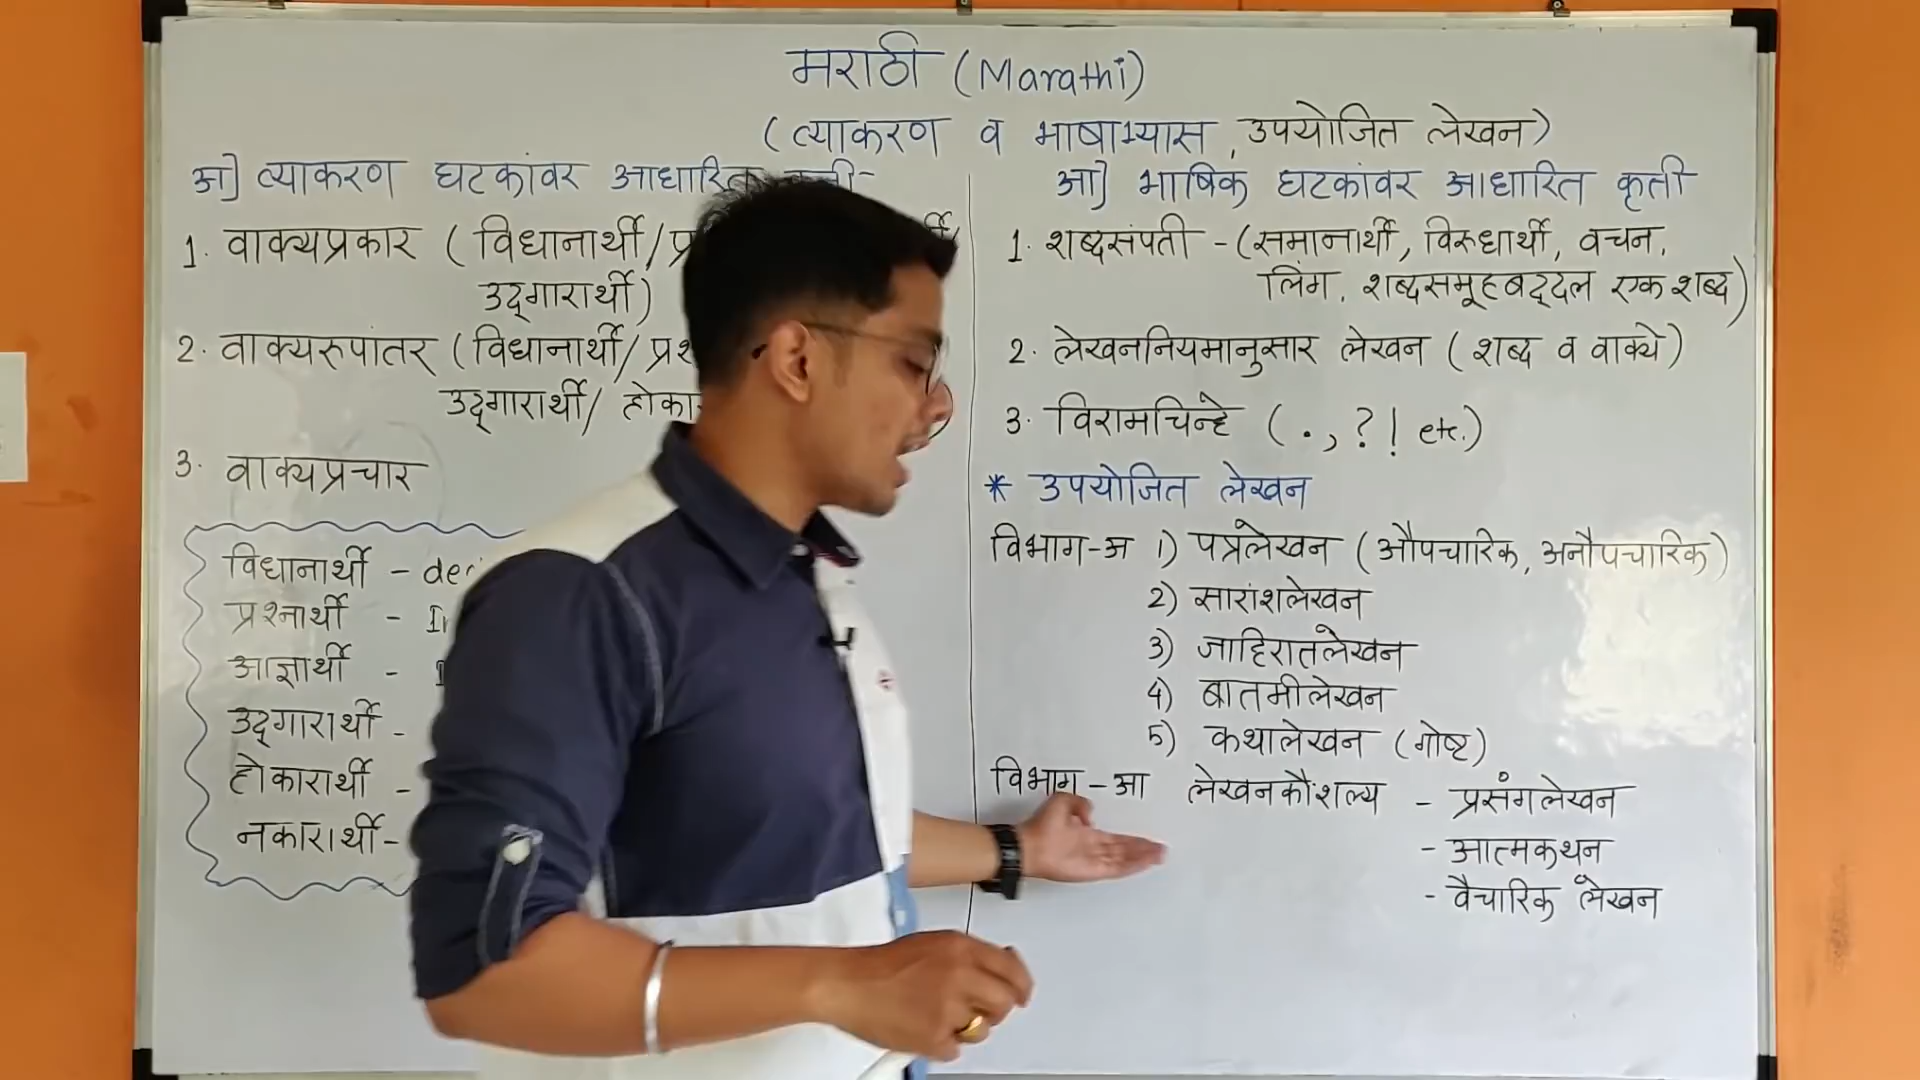 मराठी (Marathi)
(व्याकरण व भाषाभ्यास, उपयोजित लेखन)
अ] व्याकरण घटकांवर आधारित
1. वाक्यप्रकार (विधानार्थी/
उद्गारार्थी)
2. वाक्यरुपांतर (विधानार्थी/
उद्गारार्थी/
3. वाक्यप्रचार
विधानार्थी -
प्रश्नार्थी -
आज्ञार्थी -
उद्गारार्थी -
होकारार्थी -
नकारार्थी-
आ] भाषिक घटकांवर आधारित कृती
1. शब्दसंपती - (समानार्थी, विरुधार्थी, वचन,
लिंग, शब्दसमूहबद्दल एक शब्द)
2. लेखननियमानुसार लेखन (शब्द व वाक्ये)
3. विरामचिन्हे (. , ? ! etc.)
* उपयोजित लेखन
विभाग-अ 1) पत्रलेखन (औपचारिक, अनौपचारिक)
2) सारांशलेखन
3) जाहिरातलेखन
4) बातमीलेखन
5) कथालेखन (गोष्ट)
विभाग-आ लेखनकौशल्य - प्रसंगलेखन
- आत्मकथन
- वैचारिक लेखन